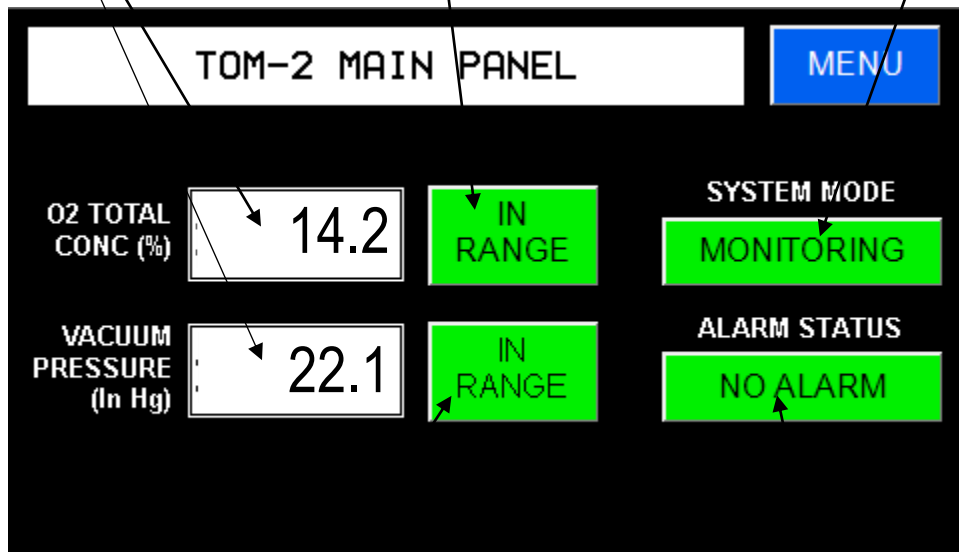 TOM-2 MAIN PANEL
MENU
O2 TOTAL
CONC (%)
14.2
IN
RANGE
SYSTEM MODE
MONITORING
VACUUM
PRESSURE
(In Hg)
22.1
IN
RANGE
ALARM STATUS
NO ALARM